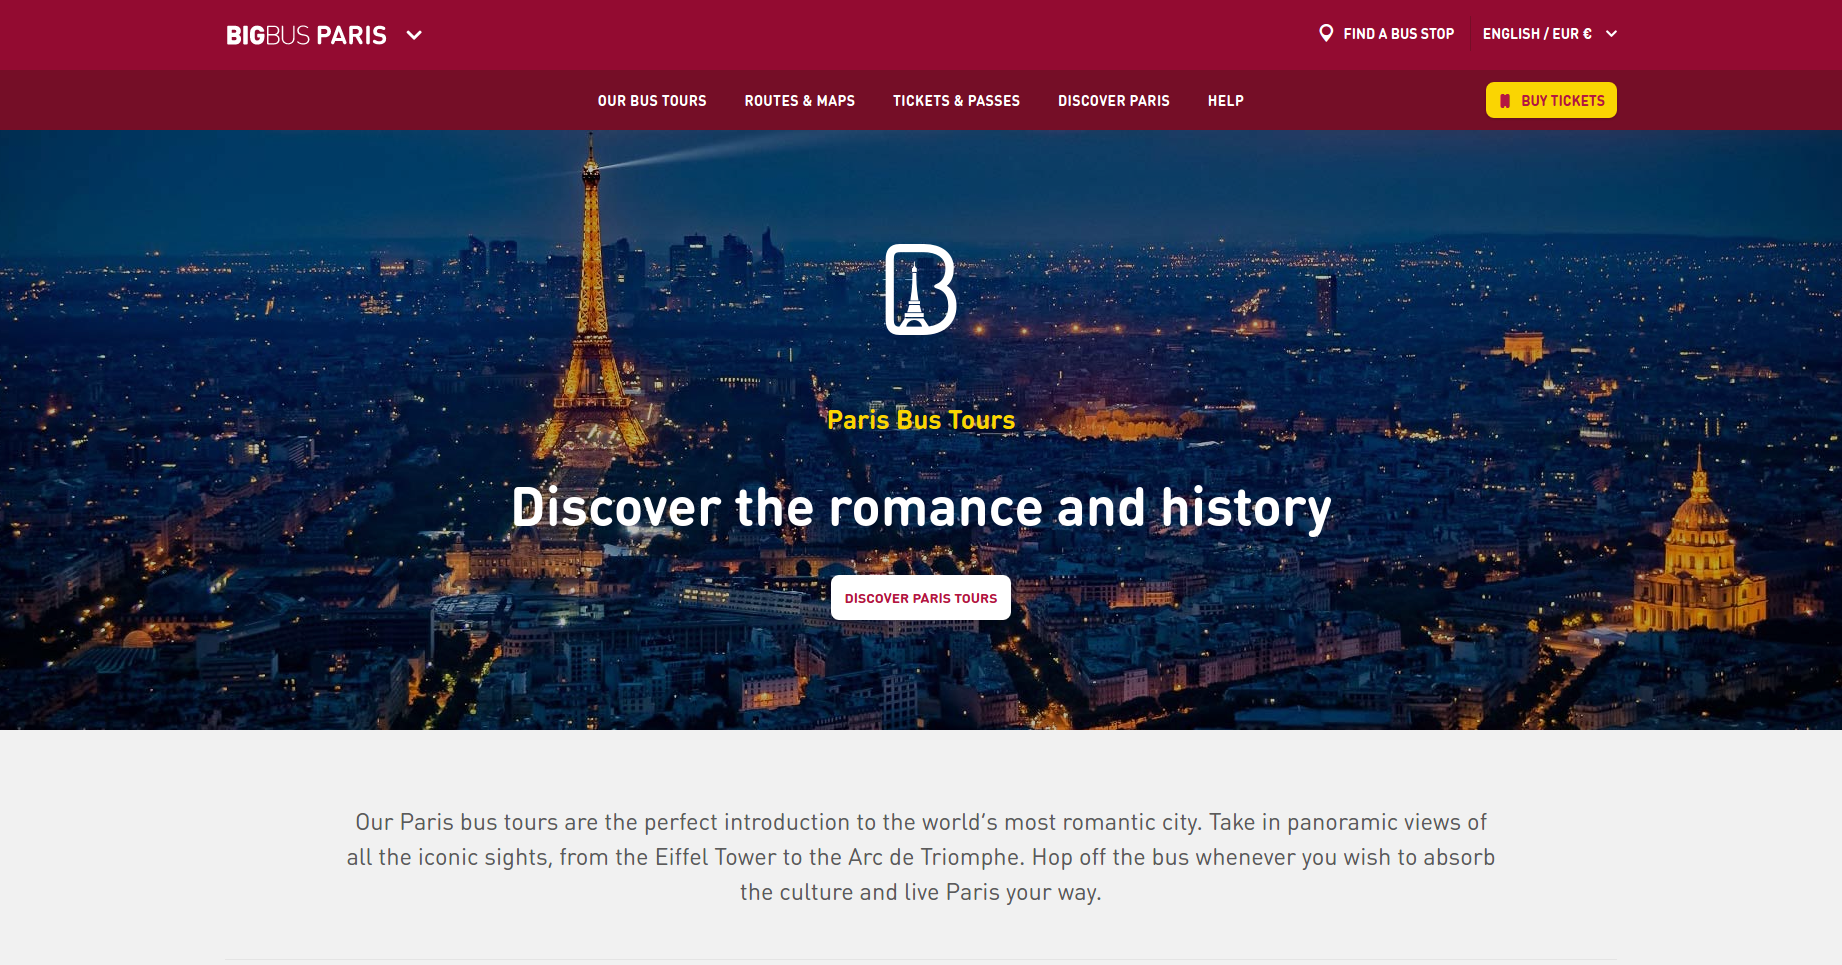 BIGBUS PARIS
FIND A BUS STOP
ENGLISH / EUR €
OUR BUS TOURS
ROUTES & MAPS
TICKETS & PASSES
DISCOVER PARIS
HELP
BUY TICKETS
B
Paris Bus Tours
Discover the romance and history
DISCOVER PARIS TOURS
Our Paris bus tours are the perfect introduction to the world's most romantic city. Take in panoramic views of
all the iconic sights, from the Eiffel Tower to the Arc de Triomphe. Hop off the bus whenever you wish to absorb
the culture and live Paris your way.